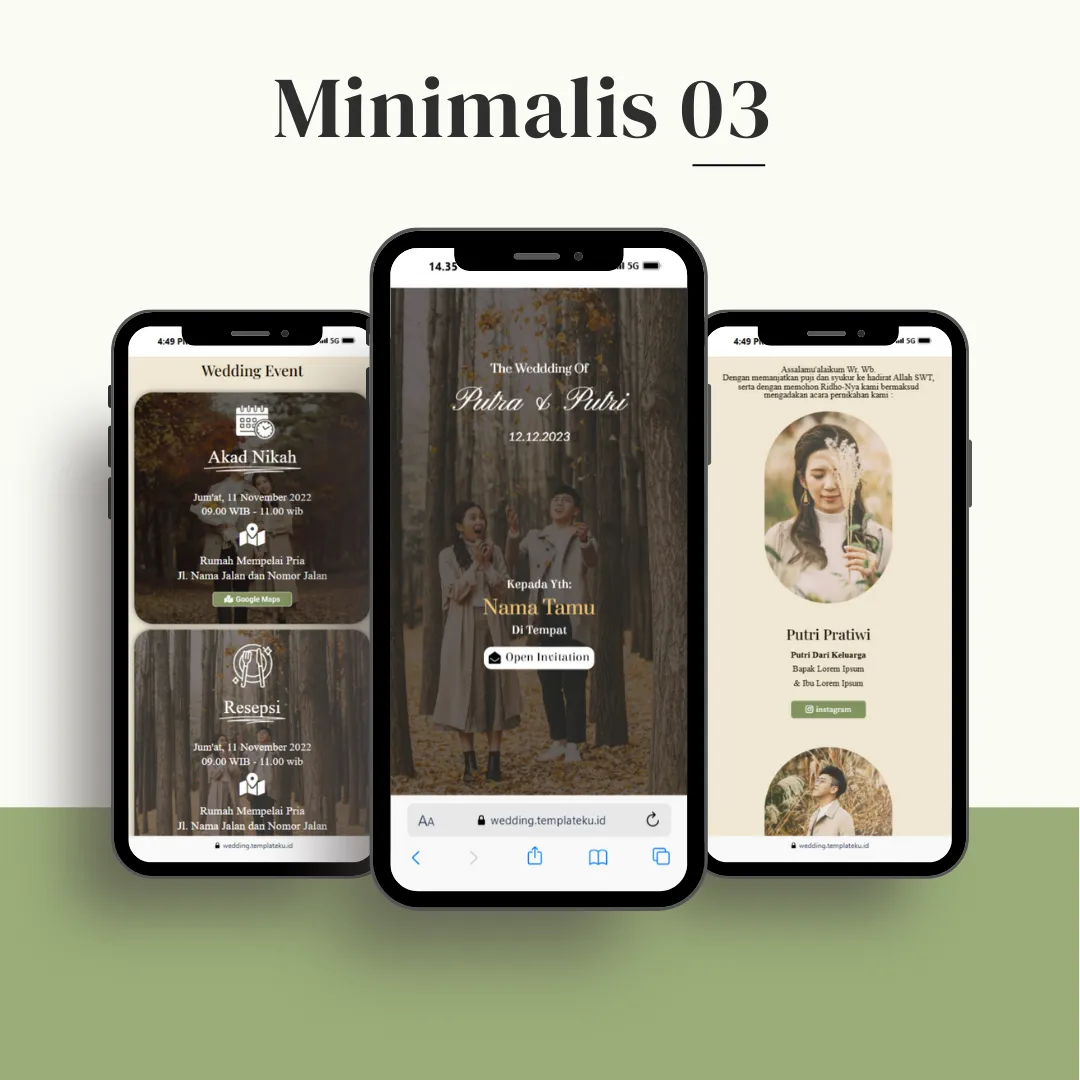 Minimalis 03
4:49 P
Wedding Event
Akad Nikah
Jum'at, 11 November 2022
09.00 WIB - 11.00 wib
Rumah Mempelai Pria
Jl. Nama Jalan dan Nomor Jalan
Google Maps
Resepsi
Jum'at, 11 November 2022
09.00 WIB - 11.00 wib
Rumah Mempelai Pria
Jl. Nama Jalan dan Nomor Jalan
wedding.templateku.id
5G
14.35
5G
The Weddding Of
Putra & Putri
12.12.2023
Kepada Yth:
Nama Tamu
Di Tempat
Open Invitation
AA
wedding.templateku.id
4:49 P
5G
Assalamu'alaikum Wr. Wb.
Dengan memanjatkan puji dan syukur ke hadirat Allah SWT,
serta dengan memohon Ridho-Nya kami bermaksud
mengadakan acara pernikahan kami :
Putri Pratiwi
Putri Dari Keluarga
Bapak Lorem Ipsum
& Ibu Lorem Ipsum
instagram
wedding.templateku.id